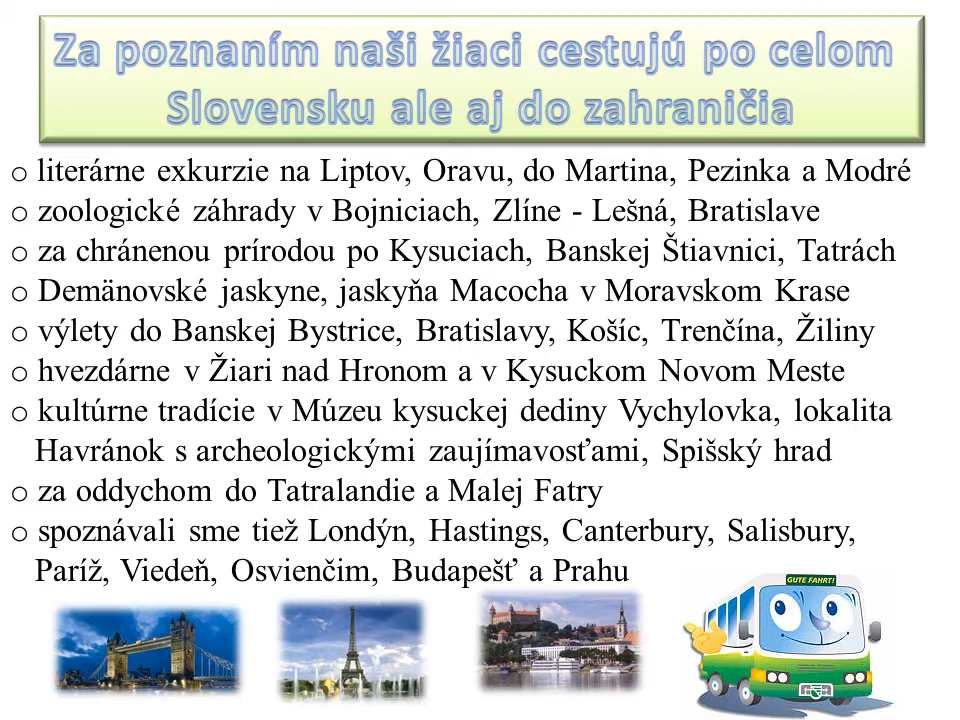 Za poznaním naši žiaci cestujú po celom
Slovensku ale aj do zahraničia
o literárne exkurzie na Liptov, Oravu, do Martina, Pezinka a Modré
o zoologické záhrady v Bojniciach, Zlíne - Lešná, Bratislave
o za chránenou prírodou po Kysuciach, Banskej Štiavnici, Tatrách
o Demänovské jaskyne, jaskyňa Macocha v Moravskom Krase
o výlety do Banskej Bystrice, Bratislavy, Košíc, Trenčína, Žiliny
o hvezdárne v Žiari nad Hronom a v Kysuckom Novom Meste
o kultúrne tradície v Múzeu kysuckej dediny Vychylovka, lokalita
Havránok s archeologickými zaujímavosťami, Spišský hrad
o za oddychom do Tatralandie a Malej Fatry
o spoznávali sme tiež Londýn, Hastings, Canterbury, Salisbury,
Paríž, Viedeň, Osvienčim, Budapešť a Prahu
GUTE FAHRT!